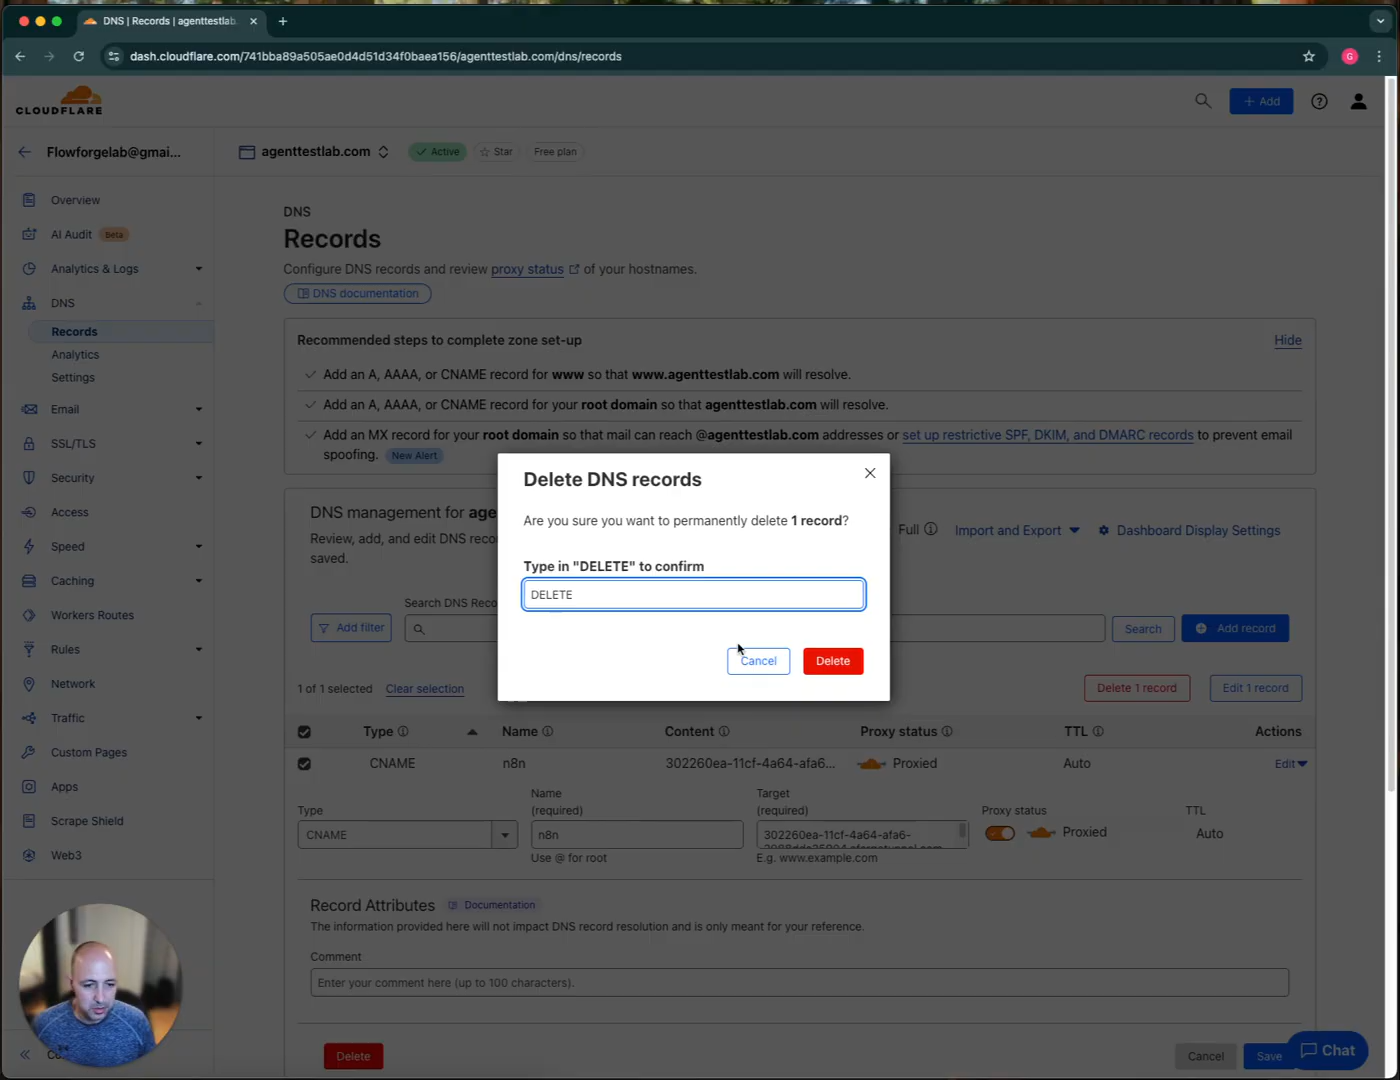 DNS | Records | agenttestlab.
dash.cloudflare.com/741bba89a505ae0d4d51d34f0baea156/agenttestlab.com/dns/records
G
CLOUDFLARE
Add
Flowforgelab@gmai...
agenttestlab.com
Active
Star
Free plan
Overview
AI Audit Beta
Analytics & Logs
DNS
Records
Analytics
Settings
Email
SSL/TLS
Security
Access
Speed
Caching
Workers Routes
Rules
Network
Traffic
Custom Pages
Apps
Scrape Shield
Web3
DNS
Records
Configure DNS records and review proxy status of your hostnames.
DNS documentation
Recommended steps to complete zone set-up
Hide
Add an A, AAAA, or CNAME record for www so that www.agenttestlab.com will resolve.
Add an A, AAAA, or CNAME record for your root domain so that agenttestlab.com will resolve.
Add an MX record for your root domain so that mail can reach @agenttestlab.com addresses or set up restrictive SPF, DKIM, and DMARC records to prevent email
spoofing. New Alert
DNS management for age
Review, add, and edit DNS reco
saved.
Full
Import and Export
Dashboard Display Settings
Delete DNS records
Are you sure you want to permanently delete 1 record?
Type in "DELETE" to confirm
DELETE
Cancel
Delete
Search DNS Reco
Add filter
Search
Add record
1 of 1 selected
Clear selection
Delete 1 record
Edit 1 record
Type
Name
Content
Proxy status
TTL
Actions
CNAME
n8n
302260ea-11cf-4a64-afa6...
Proxied
Auto
Edit
Type
Name
(required)
Target
(required)
Proxy status
TTL
CNAME
n8n
302260ea-11cf-4a64-afa6-
Proxied
Auto
Use @ for root
E.g. www.example.com
Record Attributes
Documentation
The information provided here will not impact DNS record resolution and is only meant for your reference.
Comment
Enter your comment here (up to 100 characters).
Delete
Cancel
Save
Chat